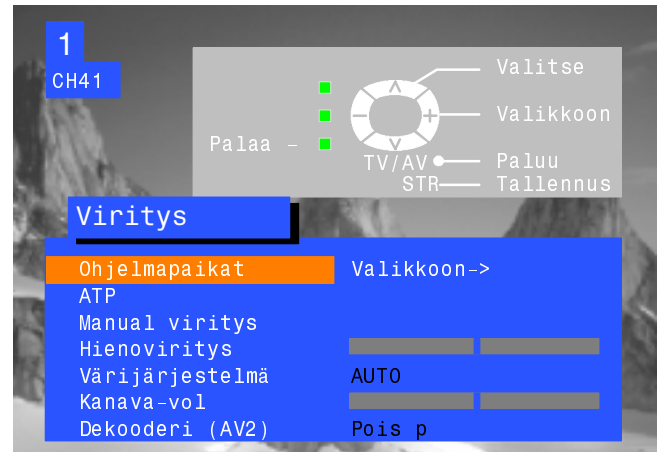 1
CH41
Valitse
Valikkoon
Palaa -
TV/AV Paluu
STR Tallennus
Viritys
Ohjelmapaikat Valikkoon->
ATP
Manual viritys
Hienoviritys
Värijärjestelmä AUTO
Kanava-vol
Dekooderi (AV2) Pois p